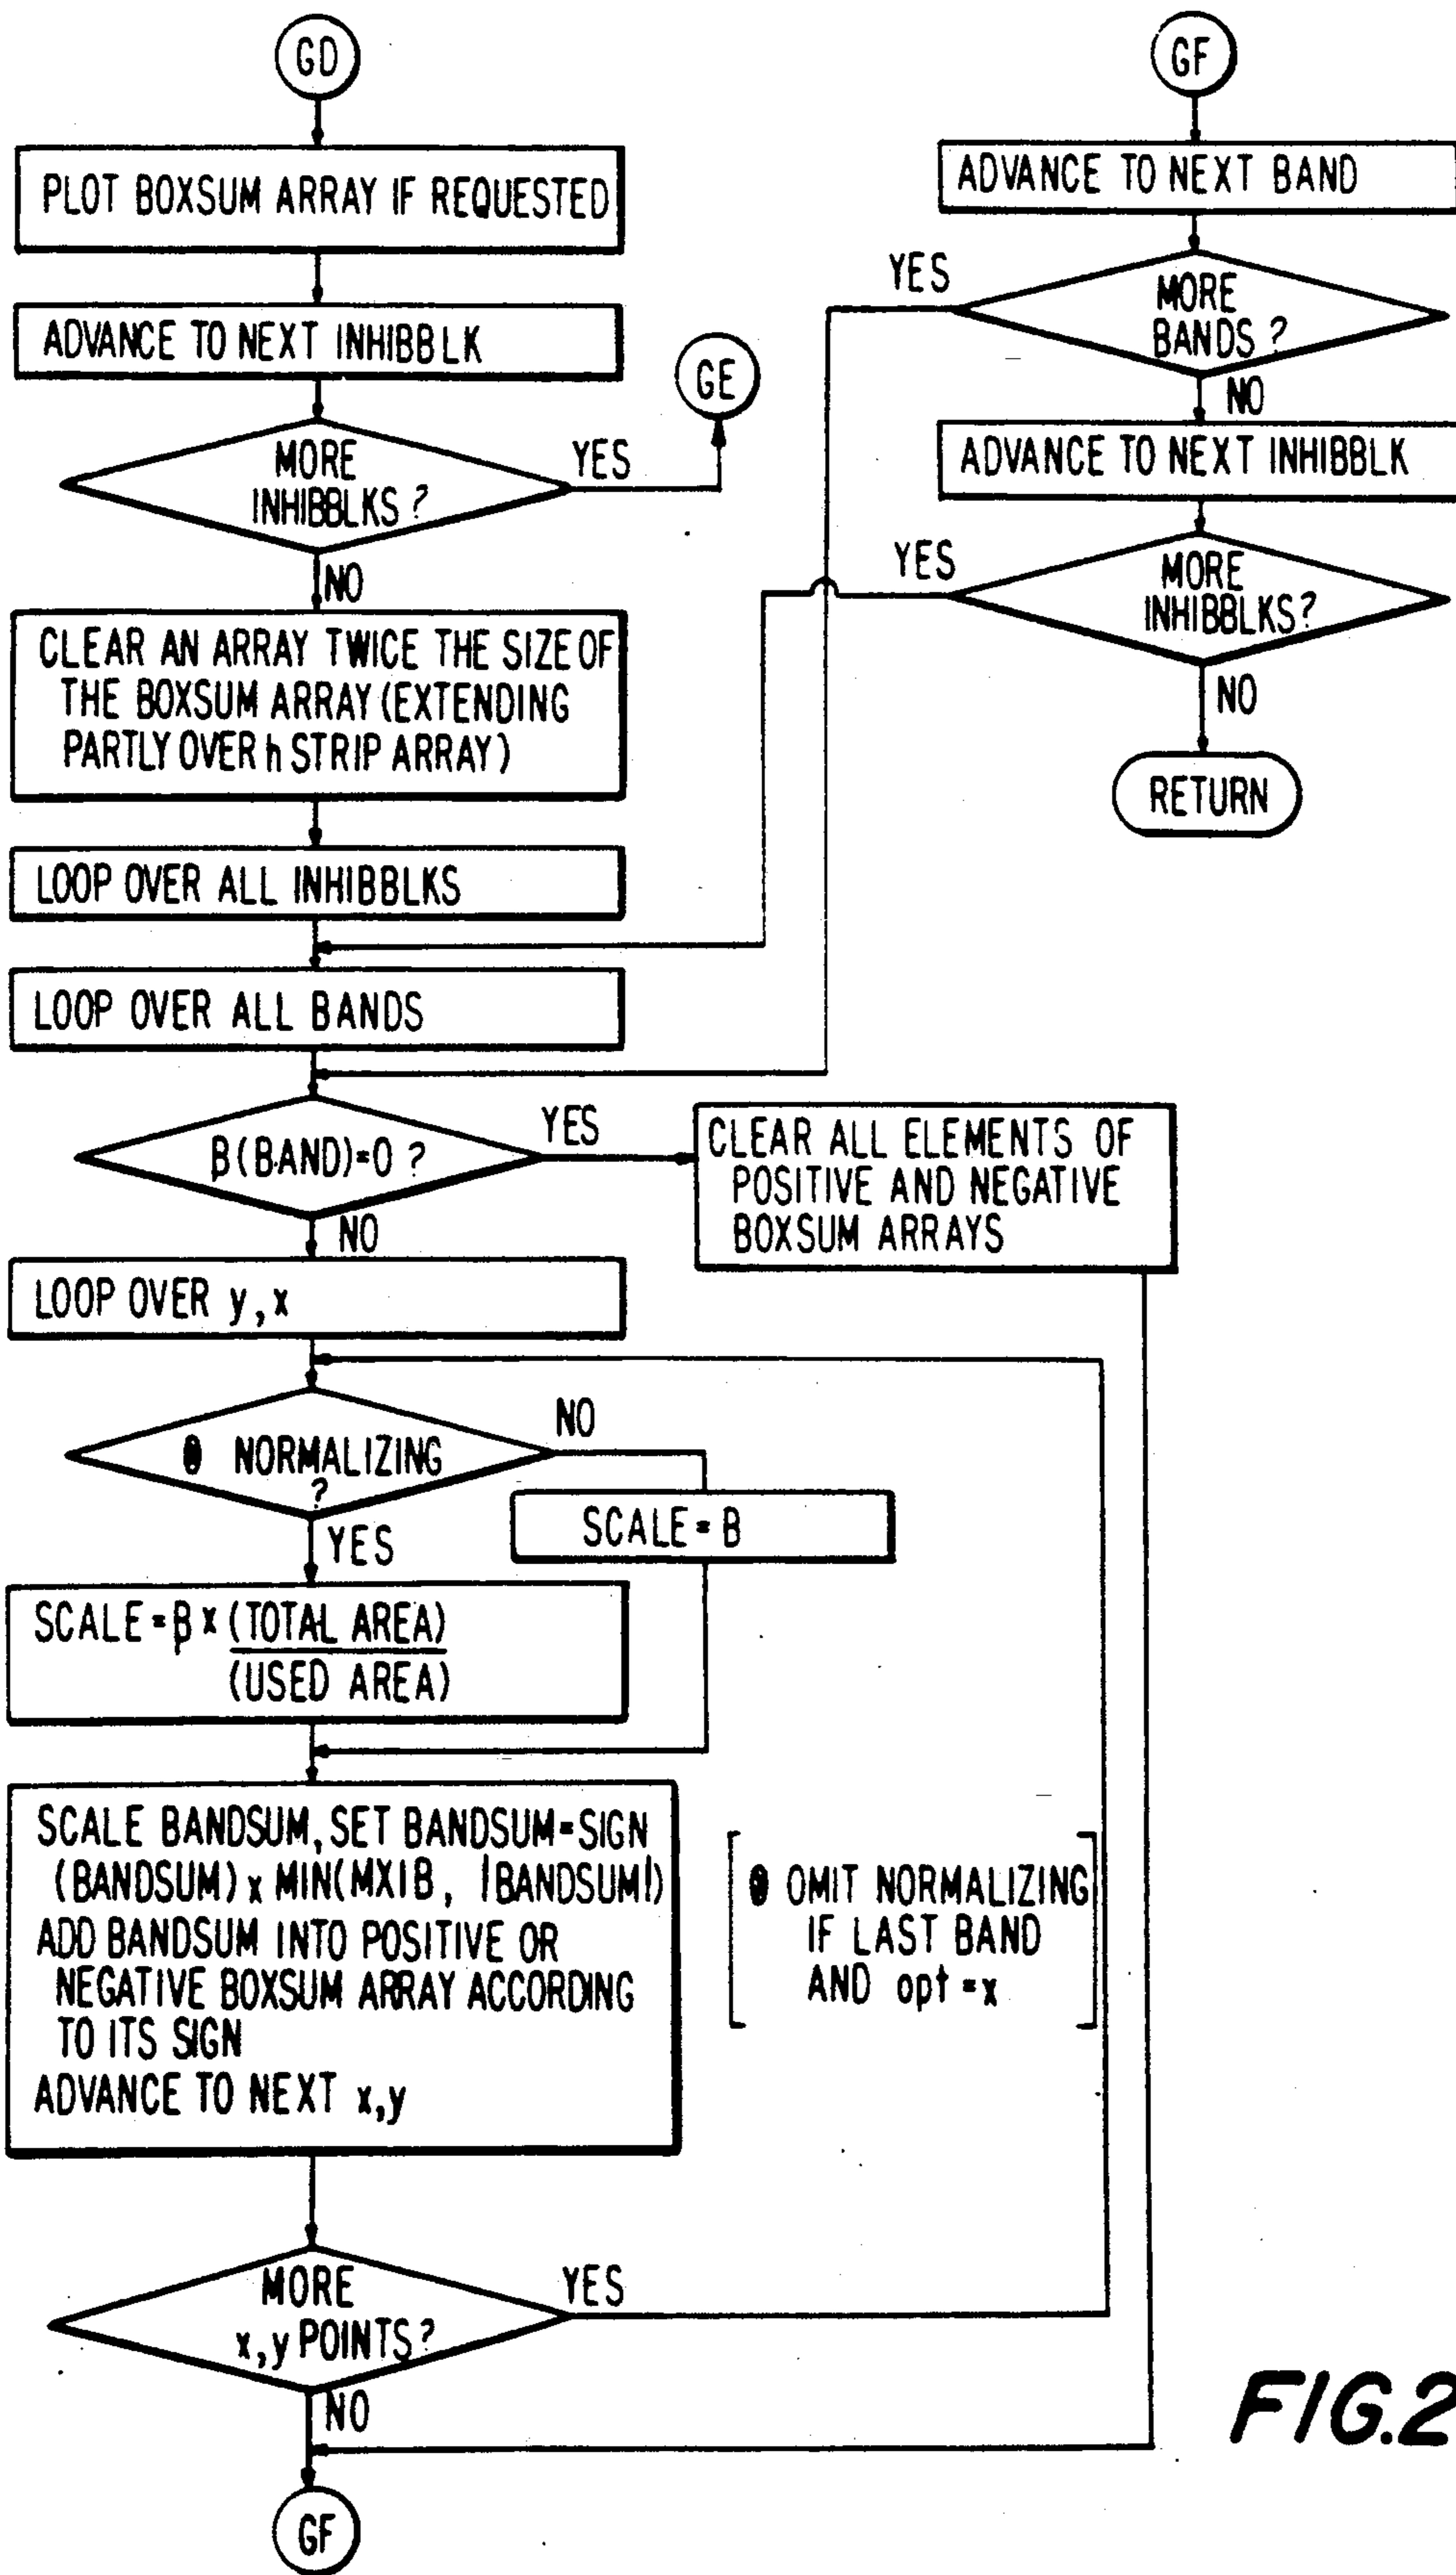 GD
PLOT BOXSUM ARRAY IF REQUESTED
ADVANCE TO NEXT INHIBBLK
MORE
INHIBBLKS?
YES
GE
NO
CLEAR AN ARRAY TWICE THE SIZE OF
THE BOXSUM ARRAY (EXTENDING
PARTLY OVER h STRIP ARRAY)
LOOP OVER ALL INHIBBLKS
LOOP OVER ALL BANDS
β(BAND)=0 ?
YES
CLEAR ALL ELEMENTS OF
POSITIVE AND NEGATIVE
BOXSUM ARRAYS
NO
LOOP OVER y,x
NORMALIZING
?
NO
SCALE=B
YES
SCALE=β x (TOTAL AREA)
(USED AREA)
SCALE BANDSUM, SET BANDSUM=SIGN
(BANDSUM) x MIN(MXIB, |BANDSUM|)
ADD BANDSUM INTO POSITIVE OR
NEGATIVE BOXSUM ARRAY ACCORDING
TO ITS SIGN
ADVANCE TO NEXT x,y
OMIT NORMALIZING
IF LAST BAND
AND opt=x
MORE
x,y POINTS?
YES
NO
GF
GF
ADVANCE TO NEXT BAND
MORE
BANDS?
YES
NO
ADVANCE TO NEXT INHIBBLK
MORE
INHIBBLKS?
YES
NO
RETURN
FIG.2